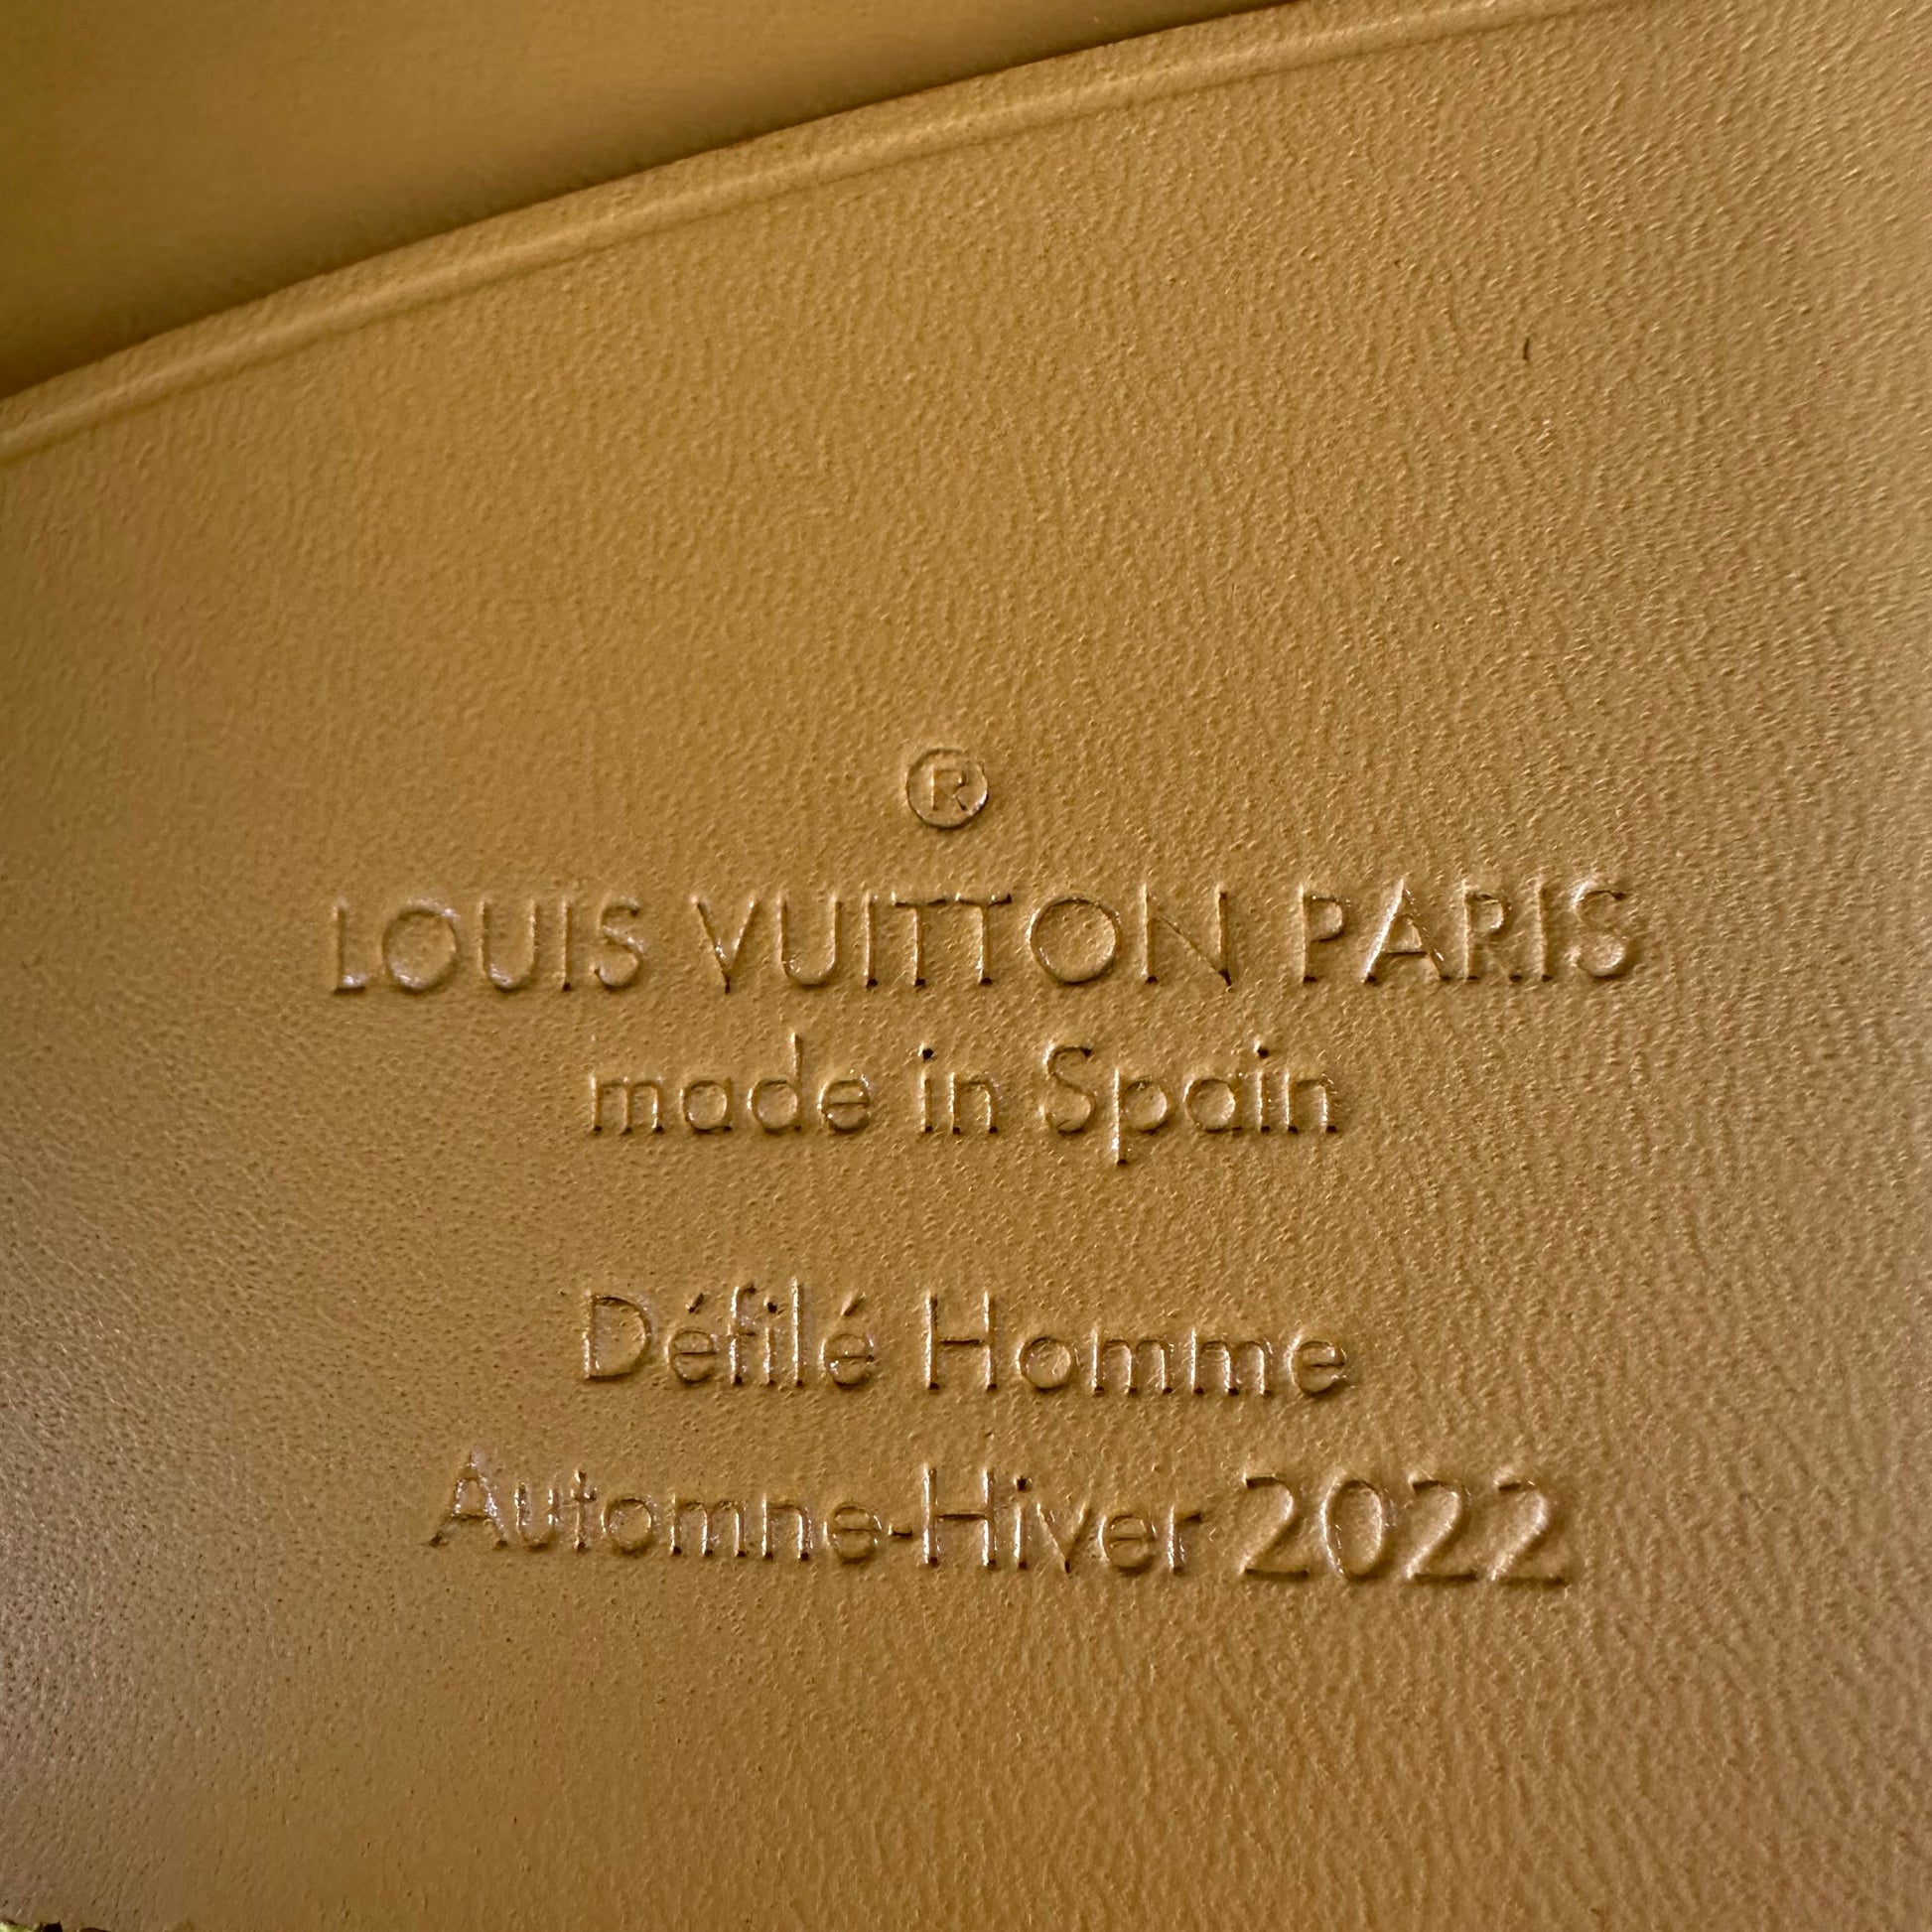 ®
LOUIS VUITTON PARIS
made in Spain
Défilé Homme
Automne-Hiver 2022